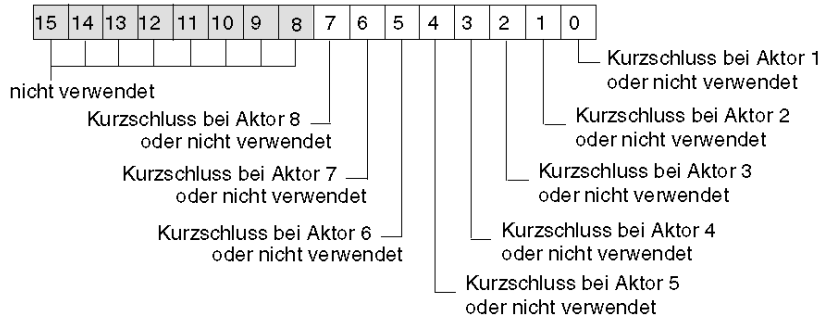 15 14 13 12 11 10 9 8 7 6 5 4 3 2 1 0
Kurzschluss bei Aktor 1
oder nicht verwendet
nicht verwendet
Kurzschluss bei Aktor 8
oder nicht verwendet
Kurzschluss bei Aktor 2
oder nicht verwendet
Kurzschluss bei Aktor 7
oder nicht verwendet
Kurzschluss bei Aktor 3
oder nicht verwendet
Kurzschluss bei Aktor 6
oder nicht verwendet
Kurzschluss bei Aktor 4
oder nicht verwendet
Kurzschluss bei Aktor 5
oder nicht verwendet